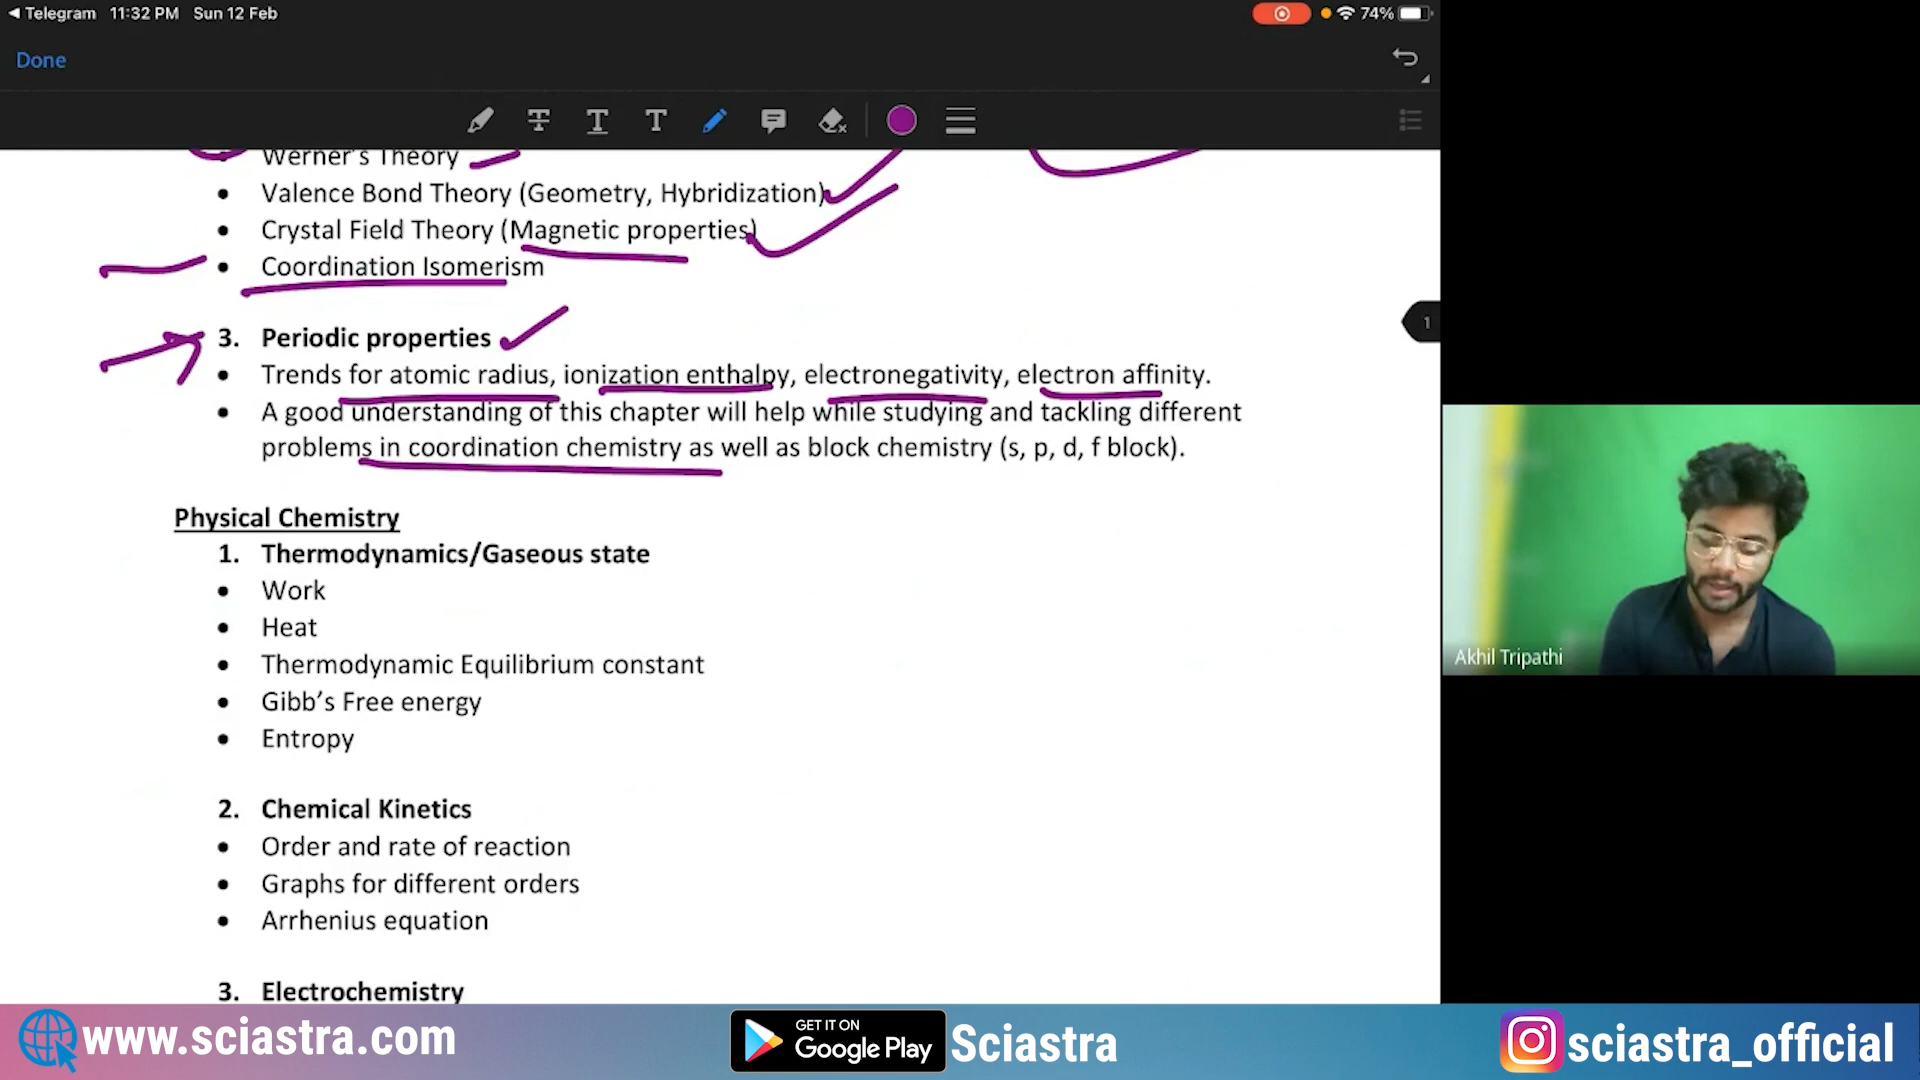 Telegram 11:32 PM Sun 12 Feb
74%
Done
T T T
Werner's Theory
• Valence Bond Theory (Geometry, Hybridization)
• Crystal Field Theory (Magnetic properties)
• Coordination Isomerism
3. Periodic properties
1
• Trends for atomic radius, ionization enthalpy, electronegativity, electron affinity.
• A good understanding of this chapter will help while studying and tackling different
problems in coordination chemistry as well as block chemistry (s, p, d, f block).
Physical Chemistry
1. Thermodynamics/Gaseous state
• Work
• Heat
• Thermodynamic Equilibrium constant
• Gibb's Free energy
• Entropy
Akhil Tripathi
2. Chemical Kinetics
• Order and rate of reaction
• Graphs for different orders
• Arrhenius equation
3. Electrochemistry
www.sciastra.com
GET IT ON
Google Play
Sciastra
sciastra_official